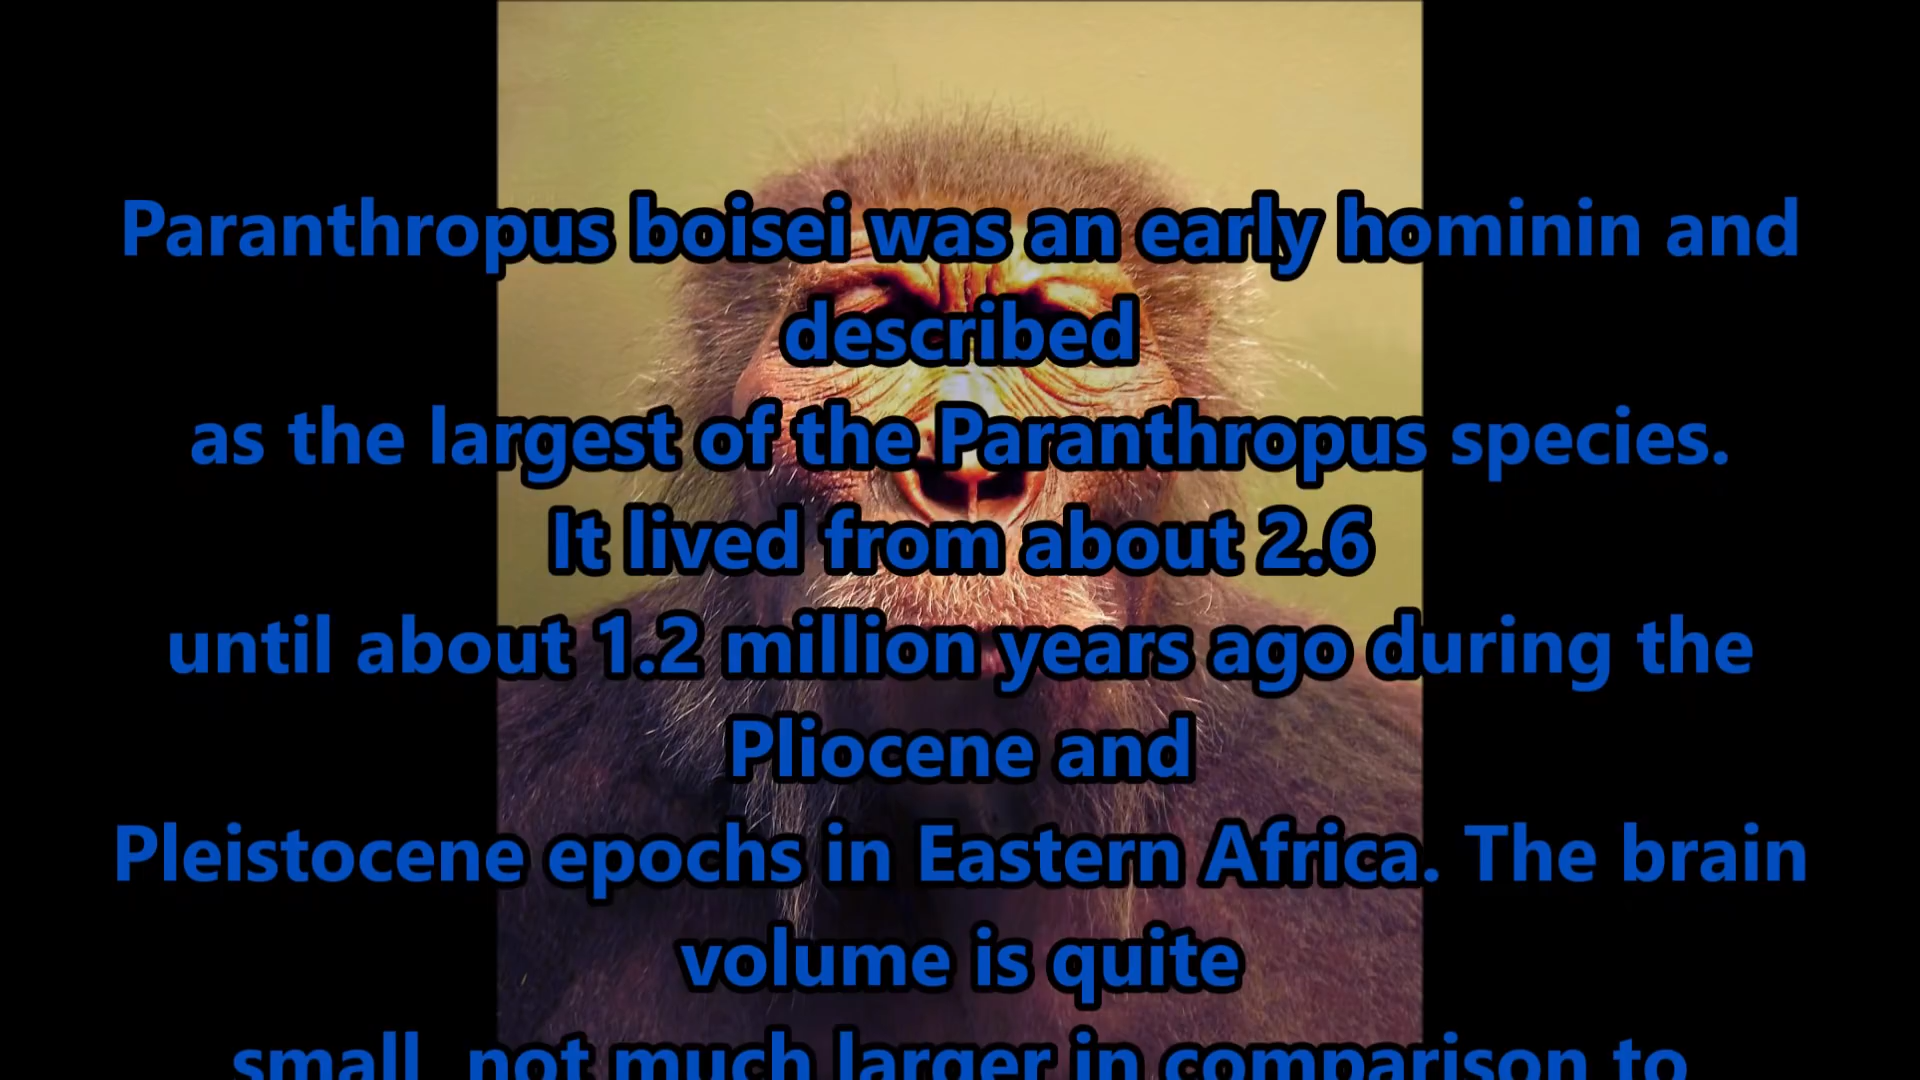 Paranthropus boisei was an early hominin and
described
as the largest of the Paranthropus species.
It lived from about 2.6
until about 1.2 million years ago during the
Pliocene and
Pleistocene epochs in Eastern Africa. The brain
volume is quite
small, not much larger in comparison to